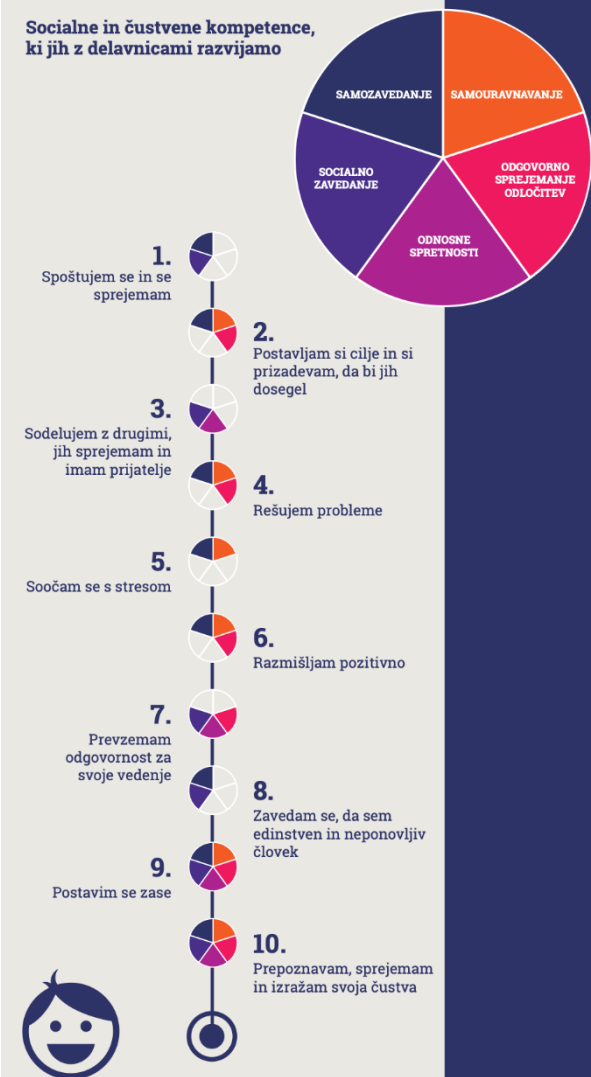 Socialne in čustvene kompetence,
ki jih z delavnicami razvijamo
SAMOZAVEDANJE
SAMOURAVNAVANJE
SOCIALNO
ZAVEDANJE
ODGOVORNO
SPREJEMANJE
ODLOČITEV
ODNOSNE
SPRETNOSTI
1.
Spoštujem se in se
sprejemam
2.
Postavljam si cilje in si
prizadevam, da bi jih
dosegel
3.
Sodelujem z drugimi,
jih sprejemam in
imam prijatelje
4.
Rešujem probleme
5.
Soočam se s stresom
6.
Razmišljam pozitivno
7.
Prevzemam
odgovornost za
svoje vedenje
8.
Zavedam se, da sem
edinstven in neponovljiv
človek
9.
Postavim se zase
10.
Prepoznavam, sprejemam
in izražam svoja čustva